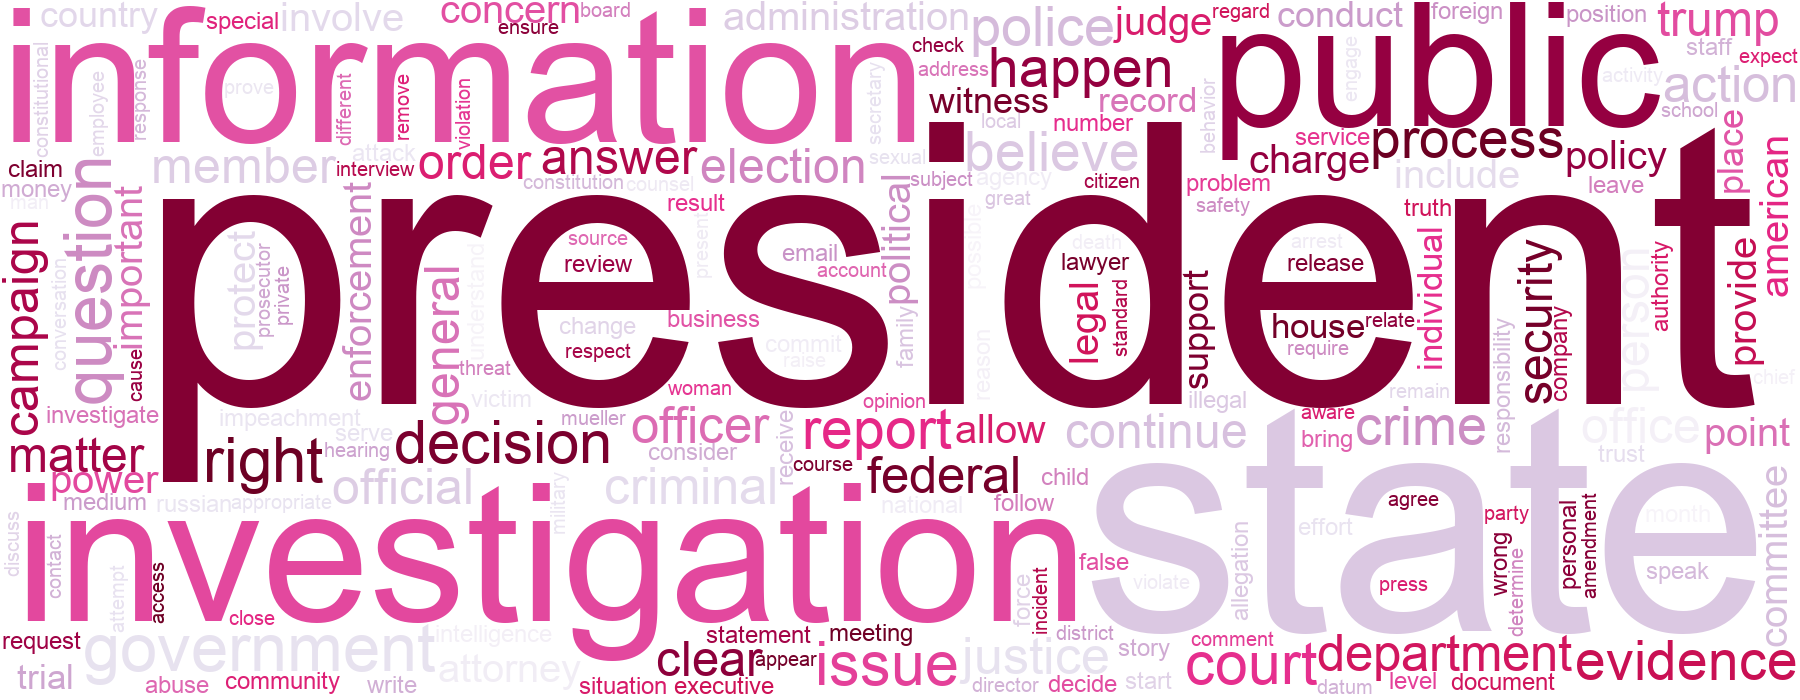 country
special
involve
concern
board
ensure
administration
police
judge
regard
conduct
foreign
position
trump
staff
expect
information
public
check
address
happen
action
activity
school
constitutional
employee
response
prove
different
remove
violation
secretary
witness
record
behavior
engage
local
number
service
process
place
american
claim
money
man
member
interview
attack
order
answer
election
constitution
counsel
sexual
subject
believe
agency
great
citizen
charge
problem
safety
policy
include
leave
truth
question
important
president
result
enforcement
protect
prosecutor
private
general
understand
source
review
present
email
account
political
possible
death
lawyer
arrest
release
individual
security
person
authority
provide
campaign
conversation
cause
change
respect
business
commit
raise
family
reason
legal
standard
support
house
relate
require
responsibility
company
chief
threat
victim
woman
opinion
illegal
remain
aware
bring
investigate
impeachment
serve
hearing
mueller
officer
consider
receive
report
allow
continue
crime
office
trust
point
matter
power
right
decision
course
federal
child
state
medium
russian
appropriate
official
criminal
military
national
follow
agree
effort
party
personal
amendment
month
committee
discuss
contact
attempt
access
investigation
false
force
incident
violate
allegation
press
wrong
determine
speak
request
close
government
intelligence
attorney
statement
meeting
clear
appear
issue
justice
district
director
story
comment
court
department
evidence
trial
abuse
community
write
situation
executive
decide
start
datum
level
document